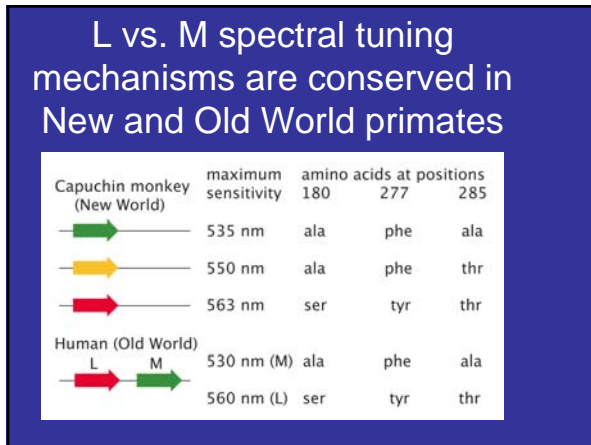 L vs. M spectral tuning
mechanisms are conserved in
New and Old World primates
maximum amino acids at positions
Capuchin monkey sensitivity 180 277 285
(New World)
535 nm ala phe ala
550 nm ala phe thr
563 nm ser tyr thr
Human (Old World)
L M 530 nm (M) ala phe ala
560 nm (L) ser tyr thr